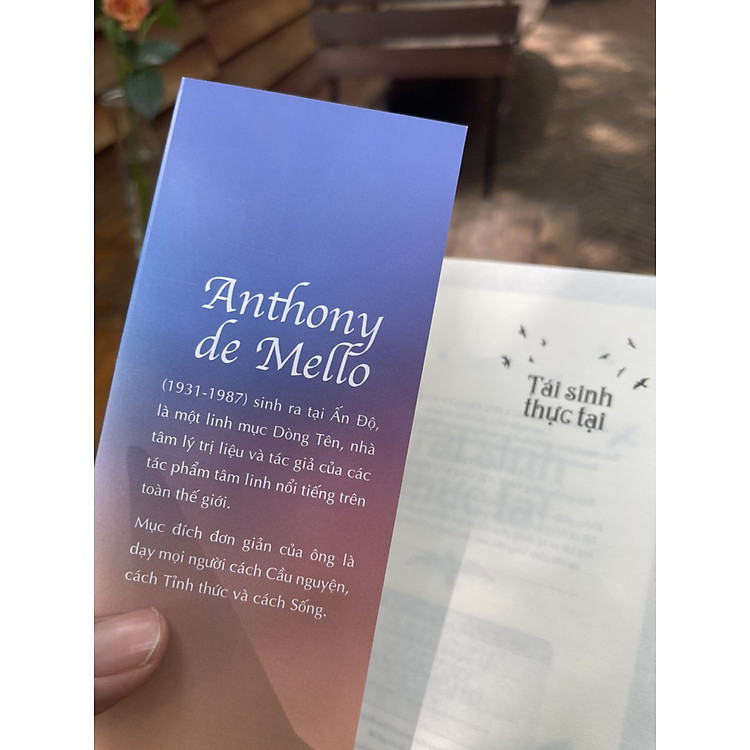 Anthony
de Mello
(1931-1987) sinh ra tại Ấn Độ,
là một linh mục Dòng Tên, nhà
tâm lý trị liệu và tác giả của các
tác phẩm tâm linh nổi tiếng trên
toàn thế giới.
Mục đích đơn giản của ông là
dạy mọi người cách Cầu nguyện,
cách Tỉnh thức và cách Sống.
Tái sinh
thực tại